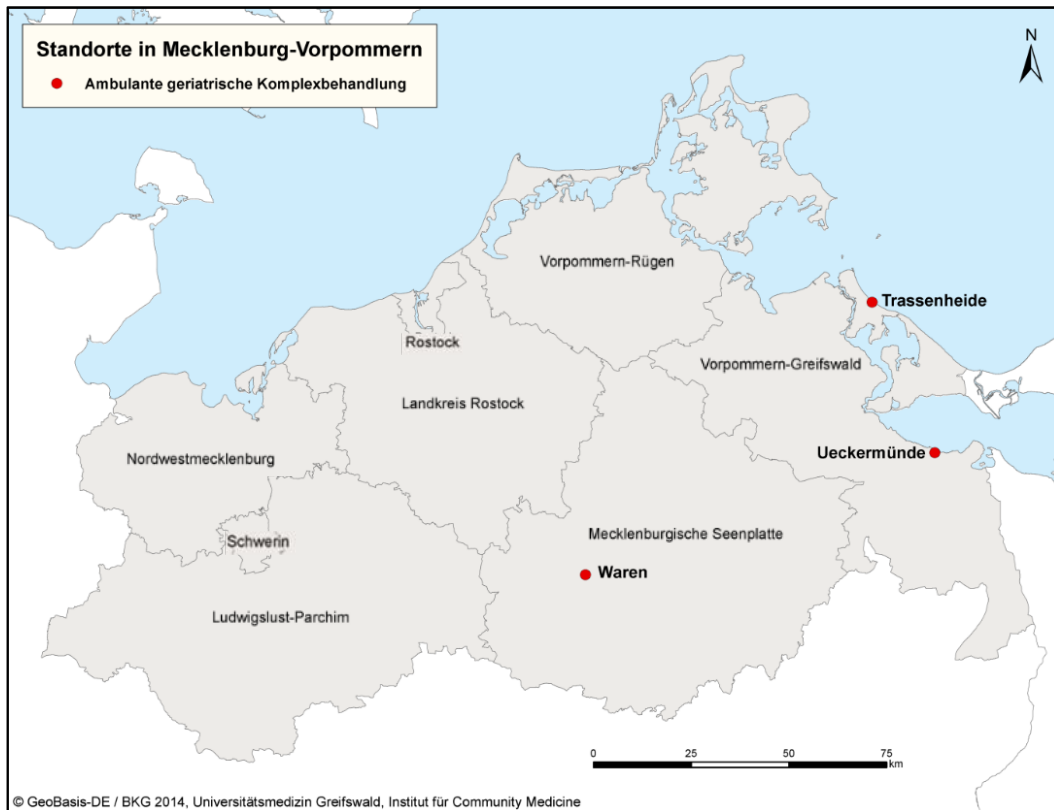 Standorte in Mecklenburg-Vorpommern
Ambulante geriatrische Komplexbehandlung
N
Vorpommern-Rügen
Trassenheide
Rostock
Vorpommern-Greifswald
Landkreis Rostock
Ueckermünde
Nordwestmecklenburg
Mecklenburgische Seenplatte
Schwerin
Waren
Ludwigslust-Parchim
0 25 50 75
km
© GeoBasis-DE / BKG 2014, Universitätsmedizin Greifswald, Institut für Community Medicine